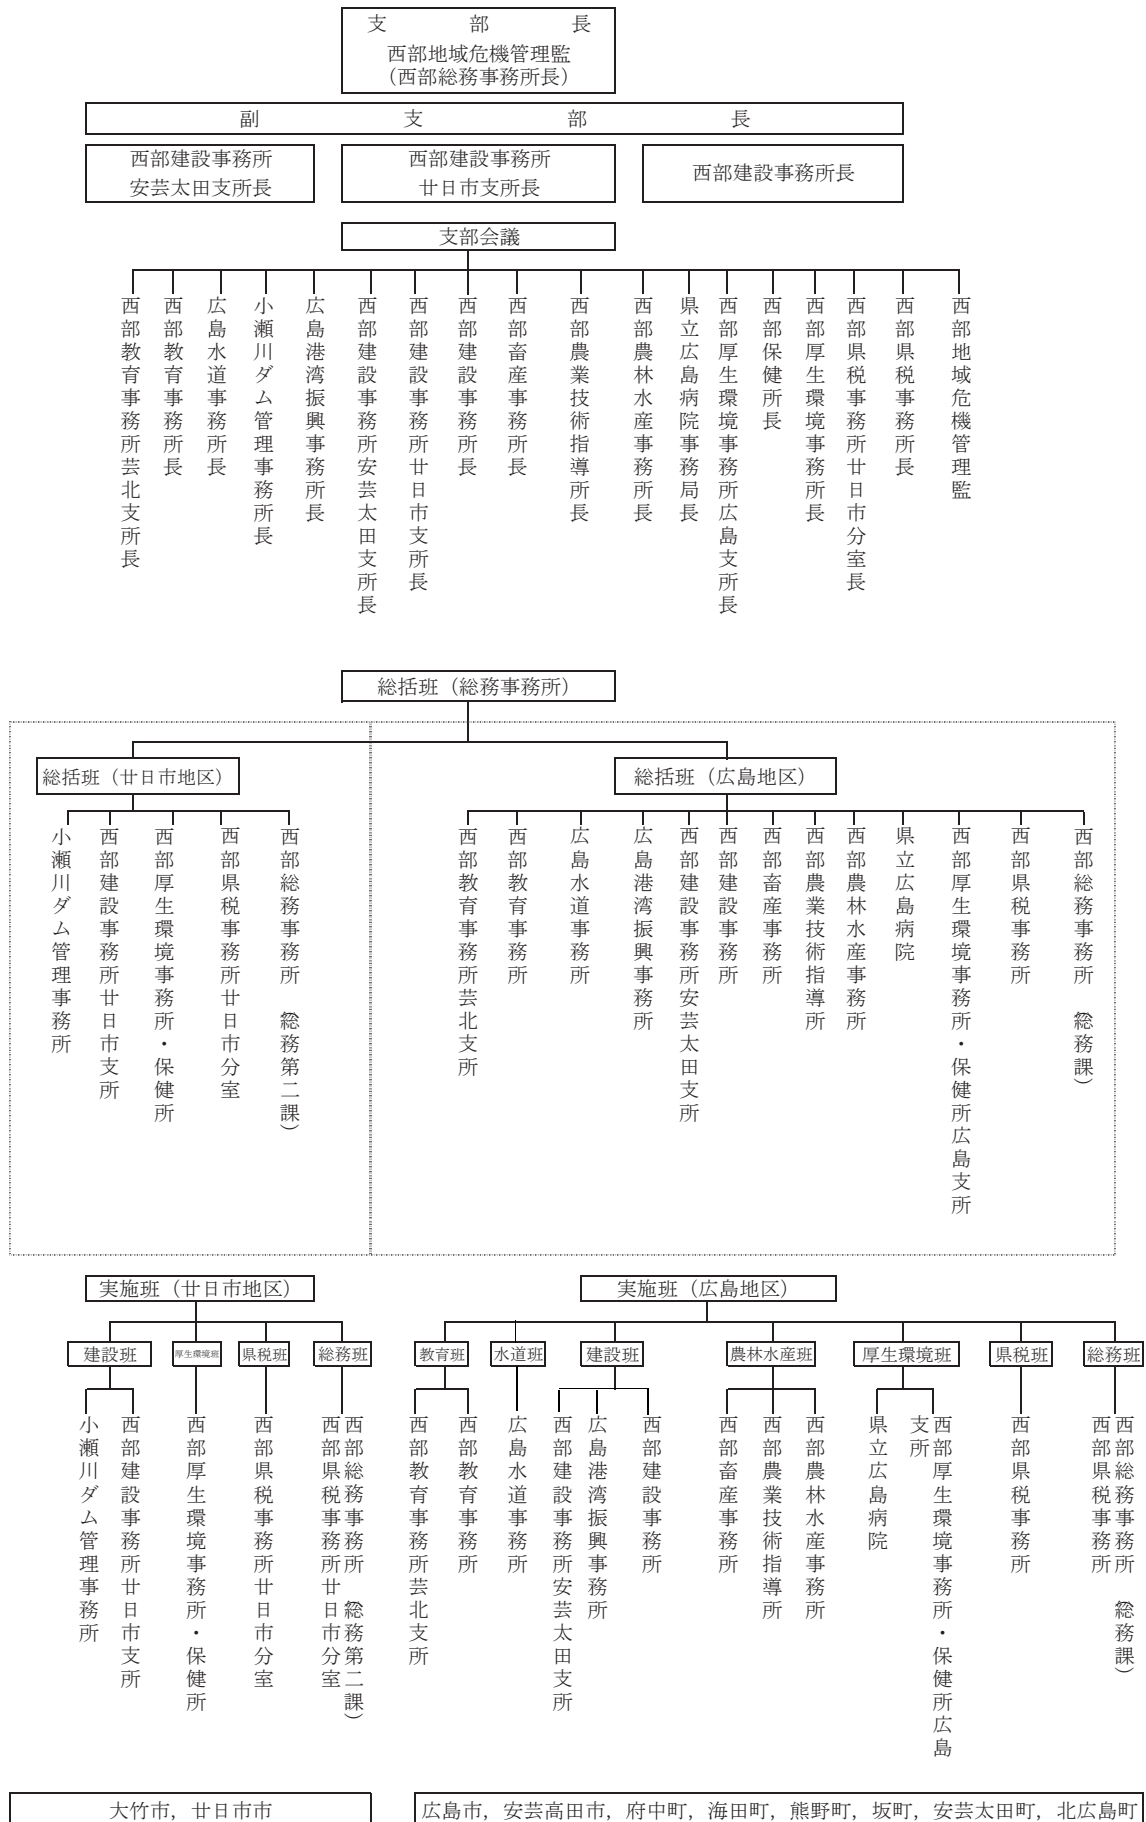 支部長
西部地域危機管理監
（西部総務事務所長）
副支部長
西部建設事務所
安芸太田支所長
西部建設事務所
廿日市支所長
西部建設事務所長
支部会議
西部地域危機管理監
西部県税事務所長
西部県税事務所廿日市分室長
西部厚生環境事務所長
西部保健所長
西部厚生環境事務所広島支所長
県立広島病院事務局長
西部農林水産事務所長
西部農業技術指導所長
西部畜産事務所長
西部建設事務所長
西部建設事務所廿日市支所長
西部建設事務所安芸太田支所長
広島港湾振興事務所長
小瀬川ダム管理事務所長
広島水道事務所長
西部教育事務所長
西部教育事務所芸北支所長
総括班（総務事務所）
総括班（廿日市地区）
西部総務事務所（総務第二課）
西部県税事務所廿日市分室
西部厚生環境事務所・保健所
西部建設事務所廿日市支所
小瀬川ダム管理事務所
総括班（広島地区）
西部総務事務所（総務課）
西部県税事務所
西部厚生環境事務所・保健所広島支所
県立広島病院
西部農林水産事務所
西部農業技術指導所
西部畜産事務所
西部建設事務所
西部建設事務所安芸太田支所
広島港湾振興事務所
広島水道事務所
西部教育事務所
西部教育事務所芸北支所
実施班（廿日市地区）
総務班
西部総務事務所（総務第二課）
西部県税事務所廿日市分室
県税班
西部県税事務所廿日市分室
厚生環境班
西部厚生環境事務所・保健所
建設班
西部建設事務所廿日市支所
小瀬川ダム管理事務所
実施班（広島地区）
総務班
西部総務事務所（総務課）
西部県税事務所
県税班
西部県税事務所
厚生環境班
西部厚生環境事務所・保健所広島
支所
県立広島病院
農林水産班
西部農林水産事務所
西部農業技術指導所
西部畜産事務所
建設班
西部建設事務所
広島港湾振興事務所
西部建設事務所安芸太田支所
水道班
広島水道事務所
教育班
西部教育事務所
西部教育事務所芸北支所
大竹市，廿日市市
広島市，安芸高田市，府中町，海田町，熊野町，坂町，安芸太田町，北広島町